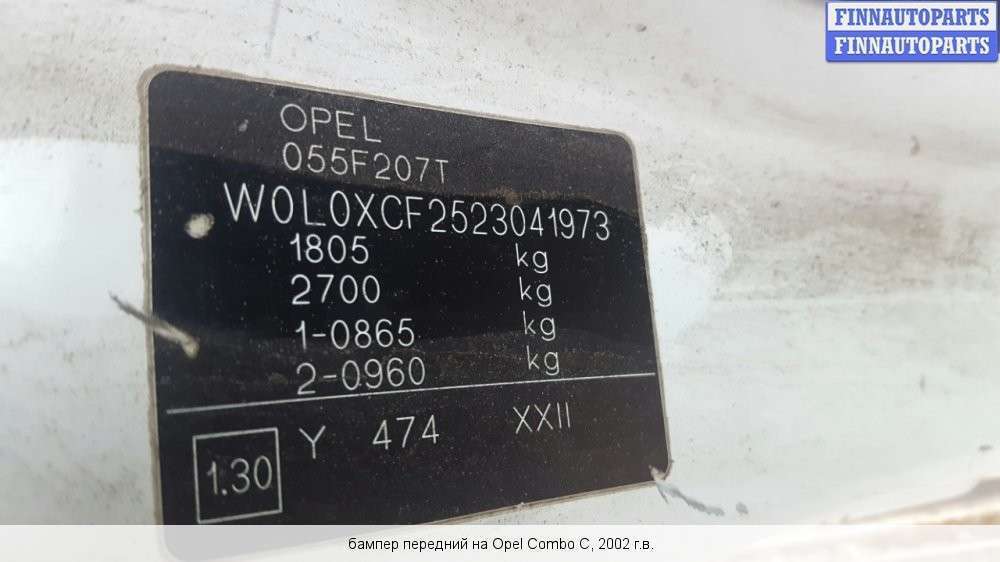 FINNAUTOPARTS
FINNAUTOPARTS
OPEL
055F207T
W0L0XCF2523041973
1805 kg
2700 kg
1-0865 kg
2-0960 kg
1.30 Y 474 XXII
бампер передний на Opel Combo C, 2002 г.в.